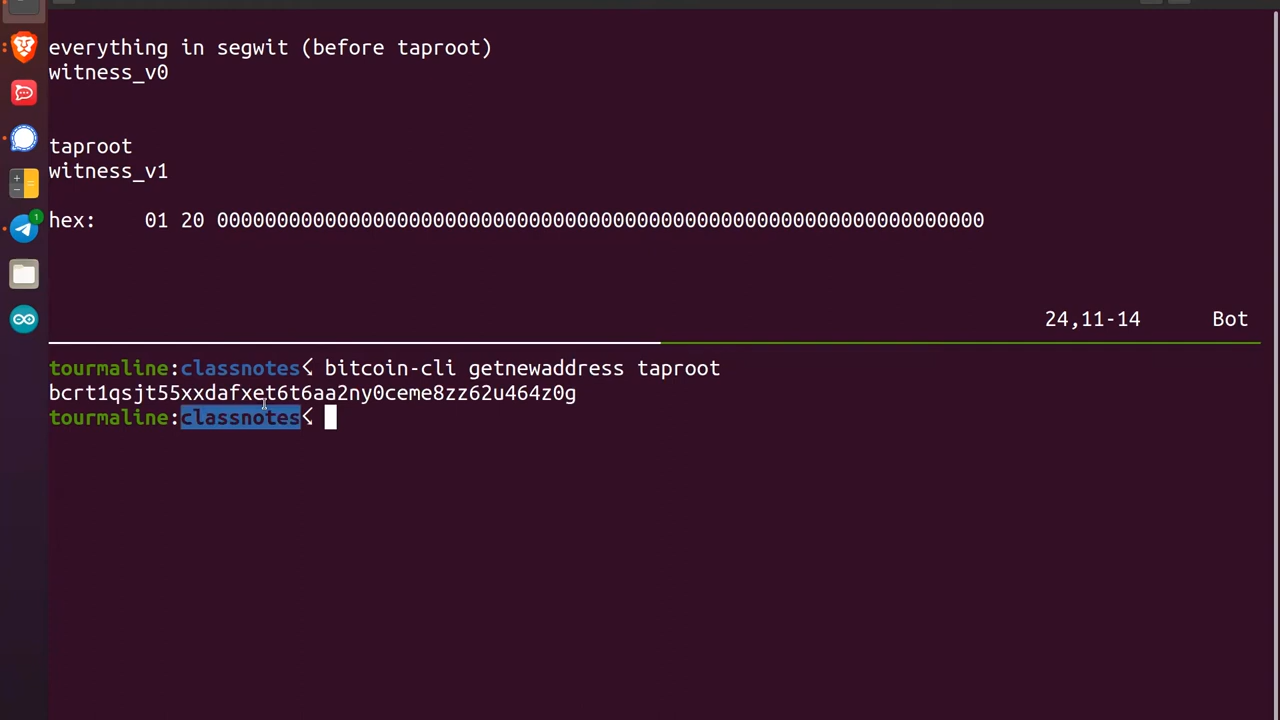 everything in segwit (before taproot)
witness_v0
taproot
witness_v1
hex:    01 20 0000000000000000000000000000000000000000000000000000000000000000
24,11-14    Bot
tourmaline:classnotes$ bitcoin-cli getnewaddress taproot
bcrt1qsjt55xxdafxet6t6aa2ny0ceme8zz62u464z0g
tourmaline:classnotes$
1